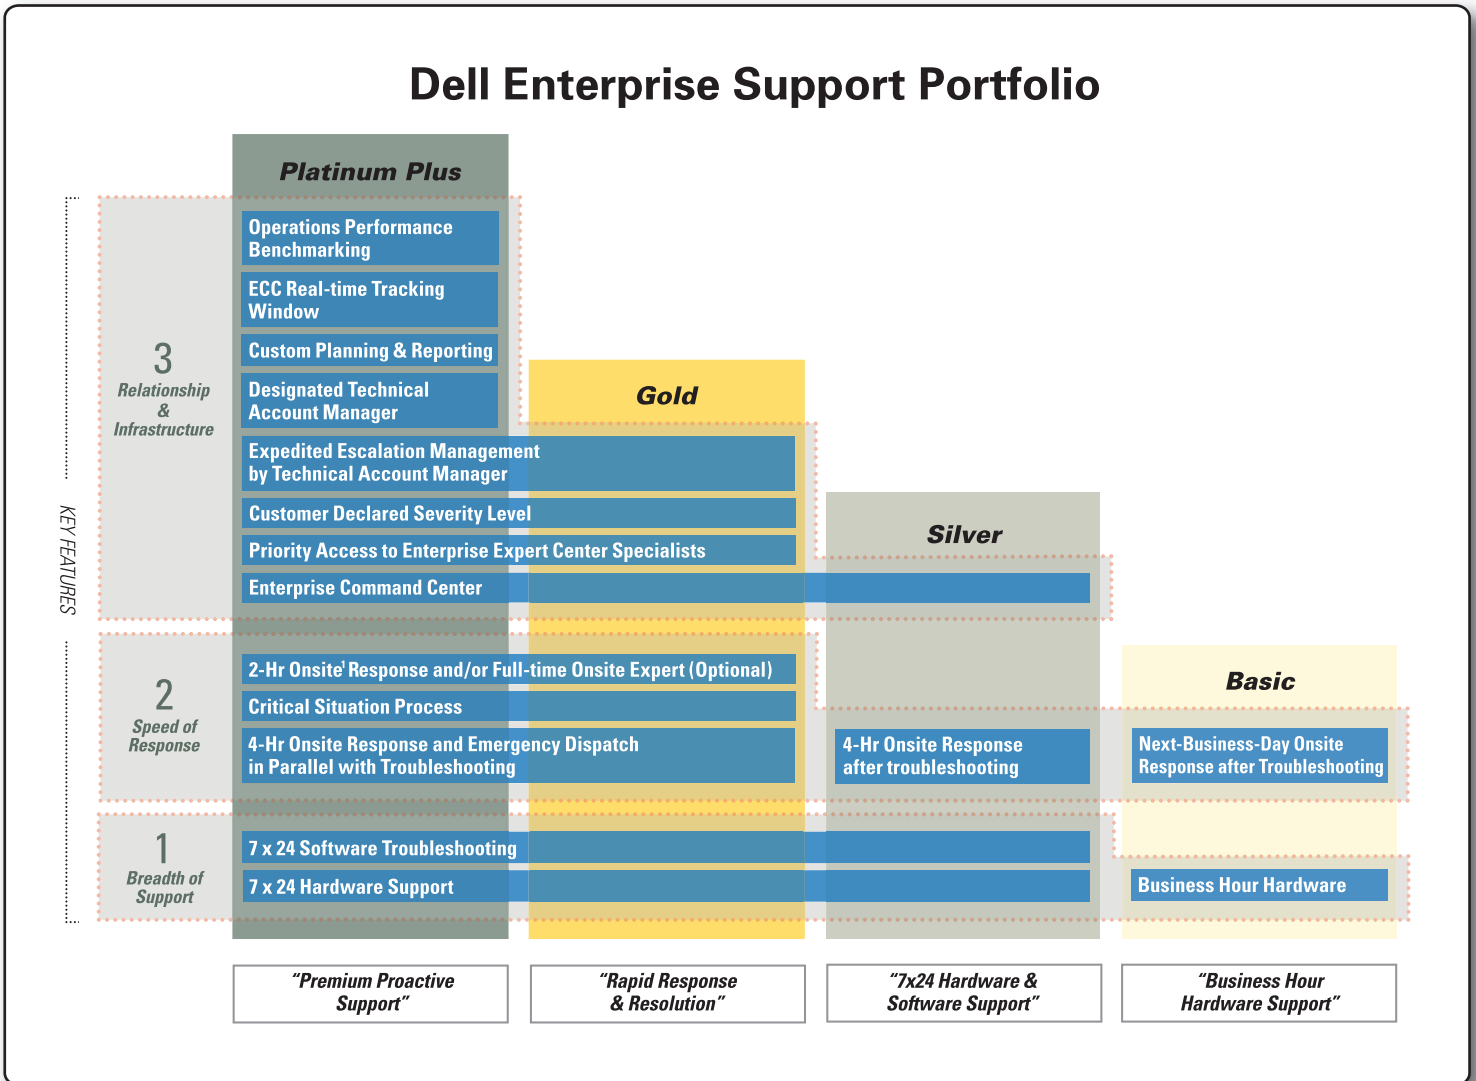 Dell Enterprise Support Portfolio
Platinum Plus
Operations Performance
Benchmarking
ECC Real-time Tracking
Window
Custom Planning & Reporting
Designated Technical
Account Manager
Gold
Expedited Escalation Management
by Technical Account Manager
Customer Declared Severity Level
Priority Access to Enterprise Expert Center Specialists
Silver
Enterprise Command Center
3
Relationship
&
Infrastructure
KEY FEATURES
2-Hr Onsite¹ Response and/or Full-time Onsite Expert (Optional)
Critical Situation Process
4-Hr Onsite Response and Emergency Dispatch
in Parallel with Troubleshooting
4-Hr Onsite Response
after troubleshooting
Basic
Next-Business-Day Onsite
Response after Troubleshooting
2
Speed of
Response
7 x 24 Software Troubleshooting
7 x 24 Hardware Support
Business Hour Hardware
1
Breadth of
Support
“Premium Proactive
Support”
“Rapid Response
& Resolution”
“7x24 Hardware &
Software Support”
“Business Hour
Hardware Support”